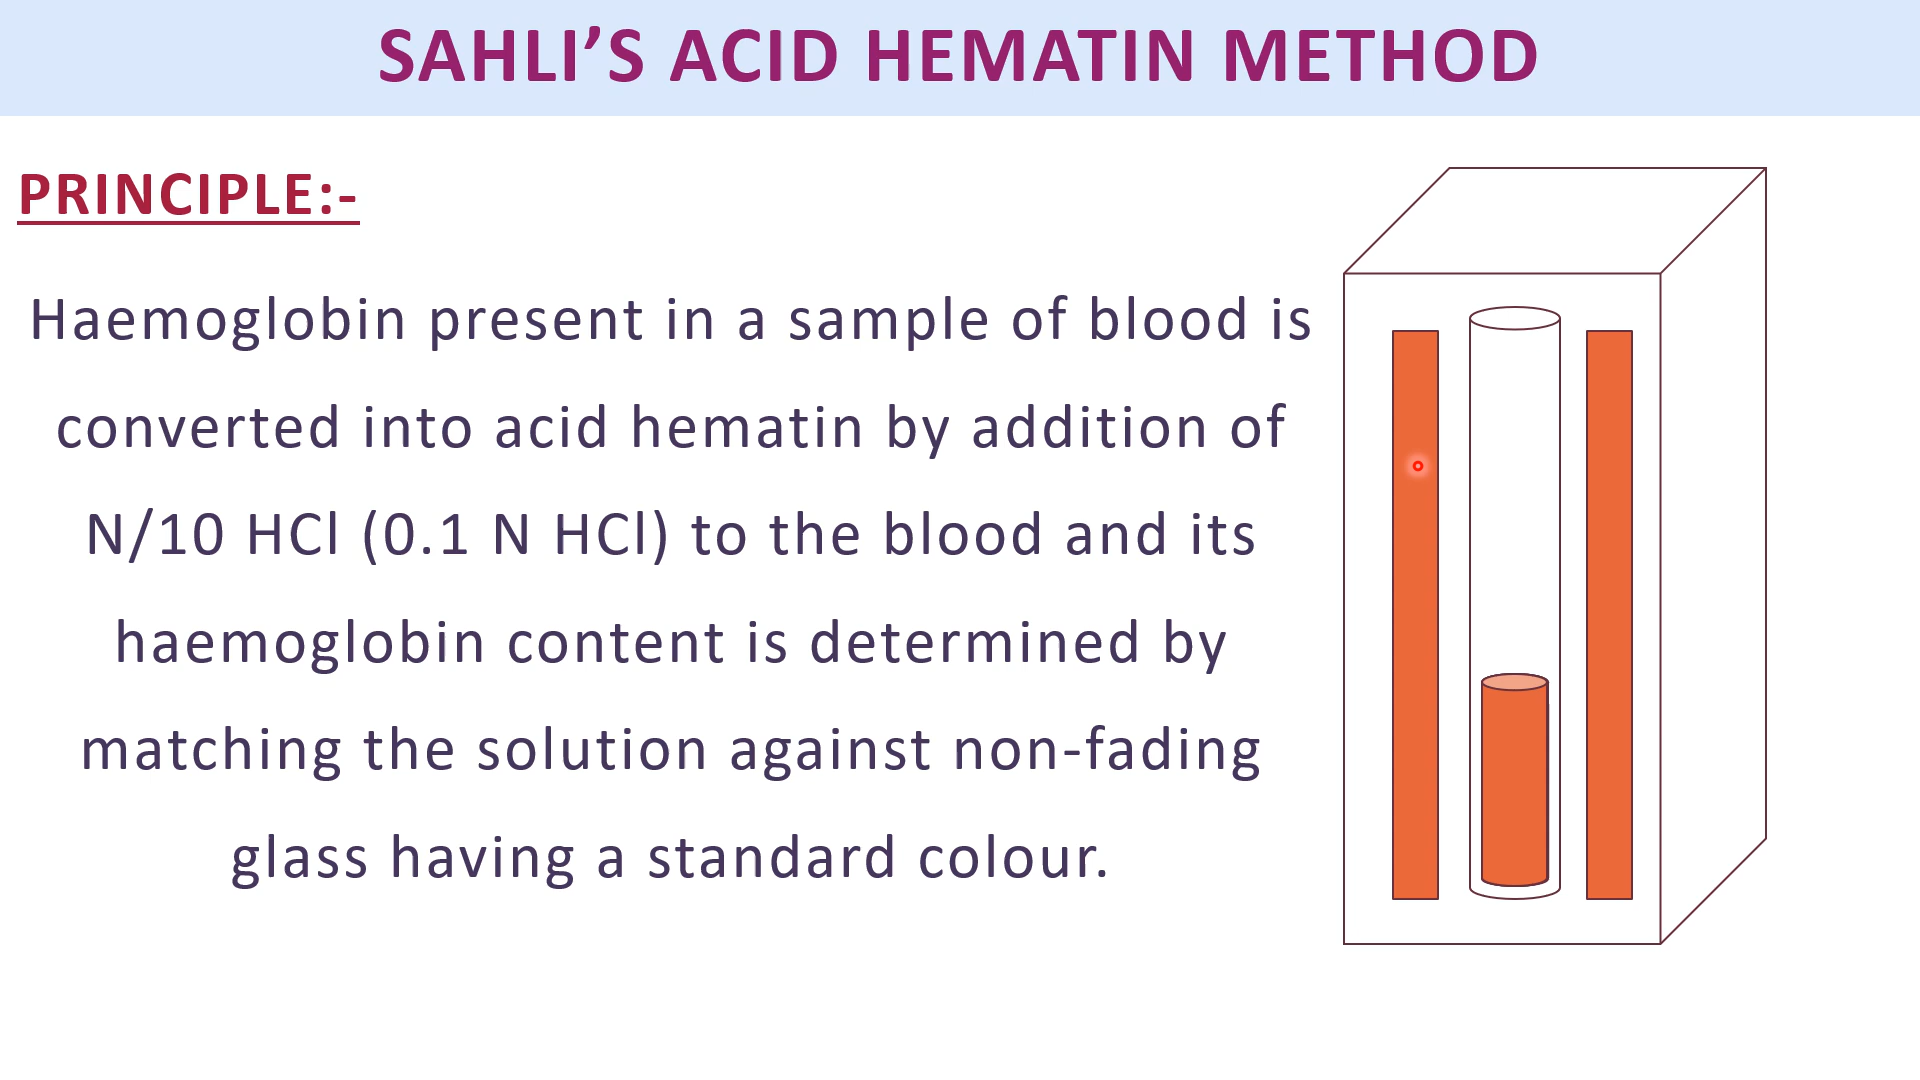 SAHLI’S ACID HEMATIN METHOD
PRINCIPLE:-
Haemoglobin present in a sample of blood is
converted into acid hematin by addition of
N/10 HCl (0.1 N HCl) to the blood and its
haemoglobin content is determined by
matching the solution against non-fading
glass having a standard colour.